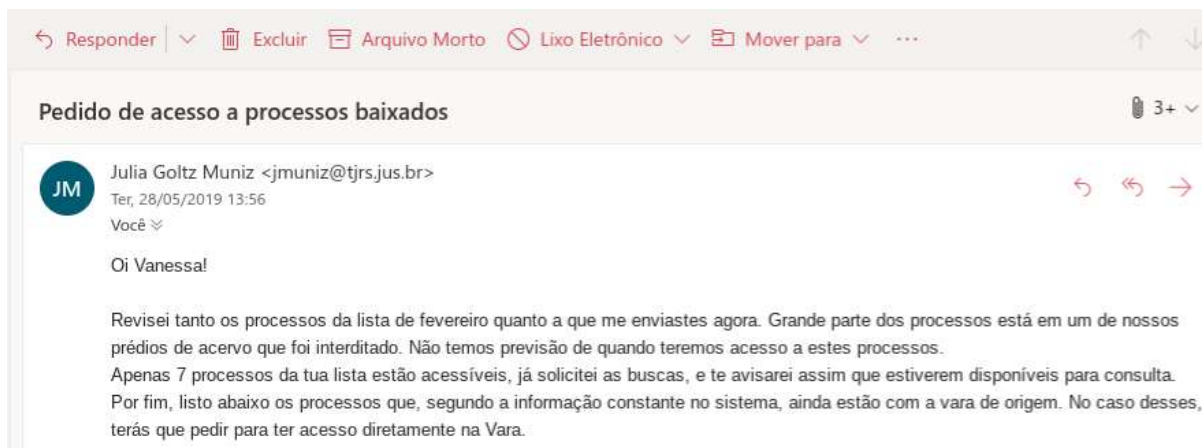 Responder Excluir Arquivo Morto Lixo Eletrônico Mover para ...
Pedido de acesso a processos baixados 3+
JM
Julia Goltz Muniz <jmuniz@tjrs.jus.br>
Ter, 28/05/2019 13:56
Você
Oi Vanessa!
Revisei tanto os processos da lista de fevereiro quanto a que me enviastes agora. Grande parte dos processos está em um de nossos
prédios de acervo que foi interditado. Não temos previsão de quando teremos acesso a estes processos.
Apenas 7 processos da tua lista estão acessíveis, já solicitei as buscas, e te avisarei assim que estiverem disponíveis para consulta.
Por fim, listo abaixo os processos que, segundo a informação constante no sistema, ainda estão com a vara de origem. No caso desses,
terás que pedir para ter acesso diretamente na Vara.